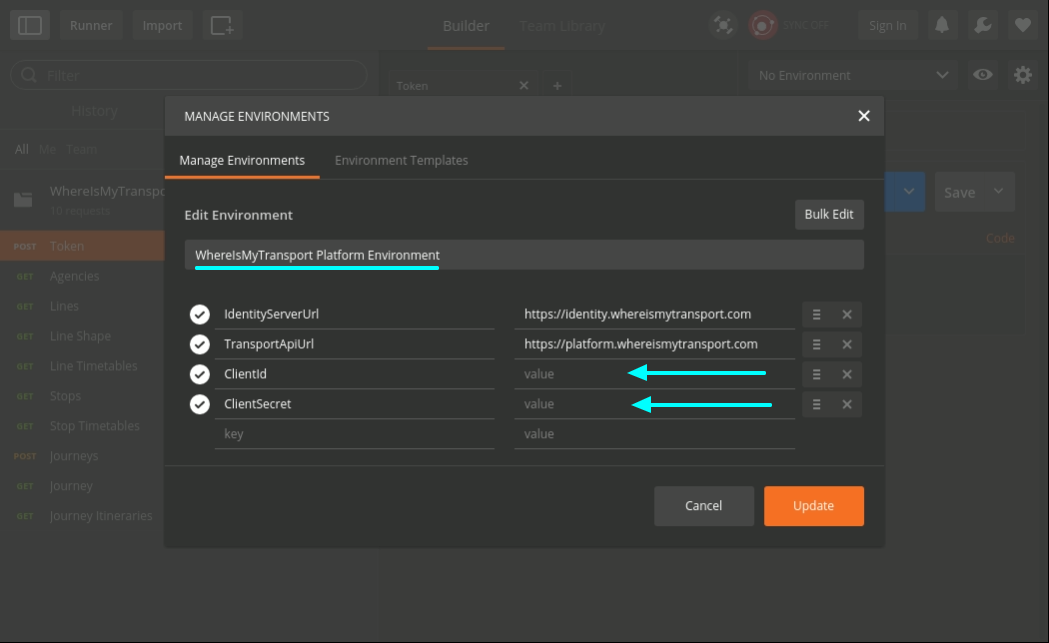 Runner
Import
Builder
Team Library
SYNC OFF
Sign In
Filter
Token
No Environment
History
All Me Team
WhereIsMyTranspo
10 requests
Save
Code
POST Token
GET Agencies
GET Lines
GET Line Shape
GET Line Timetables
GET Stops
GET Stop Timetables
POST Journeys
GET Journey
GET Journey Itineraries
MANAGE ENVIRONMENTS
Manage Environments
Environment Templates
Edit Environment
Bulk Edit
WhereIsMyTransport Platform Environment
IdentityServerUrl https://identity.whereismytransport.com
TransportApiUrl https://platform.whereismytransport.com
ClientId value
ClientSecret value
key value
Cancel
Update